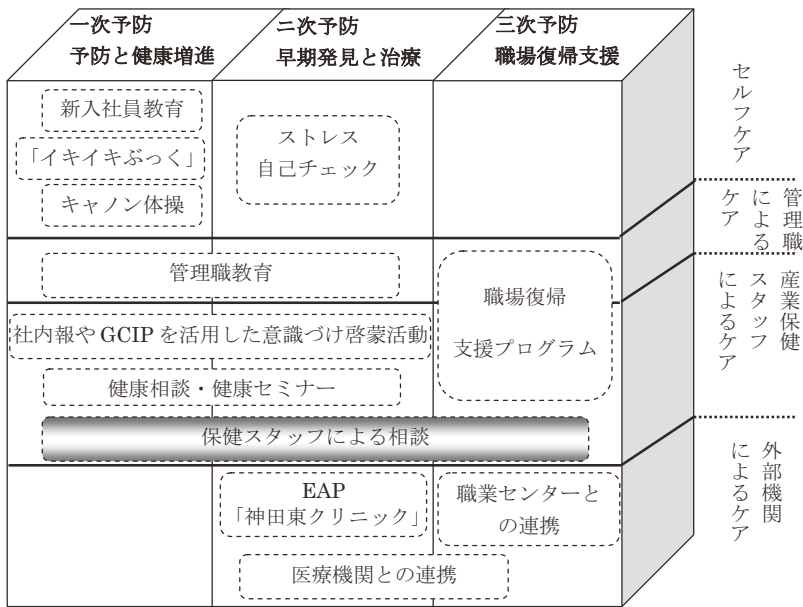 一次予防
予防と健康増進
二次予防
早期発見と治療
三次予防
職場復帰支援
新入社員教育
「イキイキぶっく」
キャノン体操
ストレス
自己チェック
セルフケア
管理職教育
管理職
による
ケア
職場復帰
支援プログラム
社内報や GCIP を活用した意識づけ啓蒙活動
健康相談・健康セミナー
保健スタッフによる相談
産業保健
スタッフ
によるケア
EAP
「神田東クリニック」
職業センターと
の連携
医療機関との連携
外部機関
によるケア